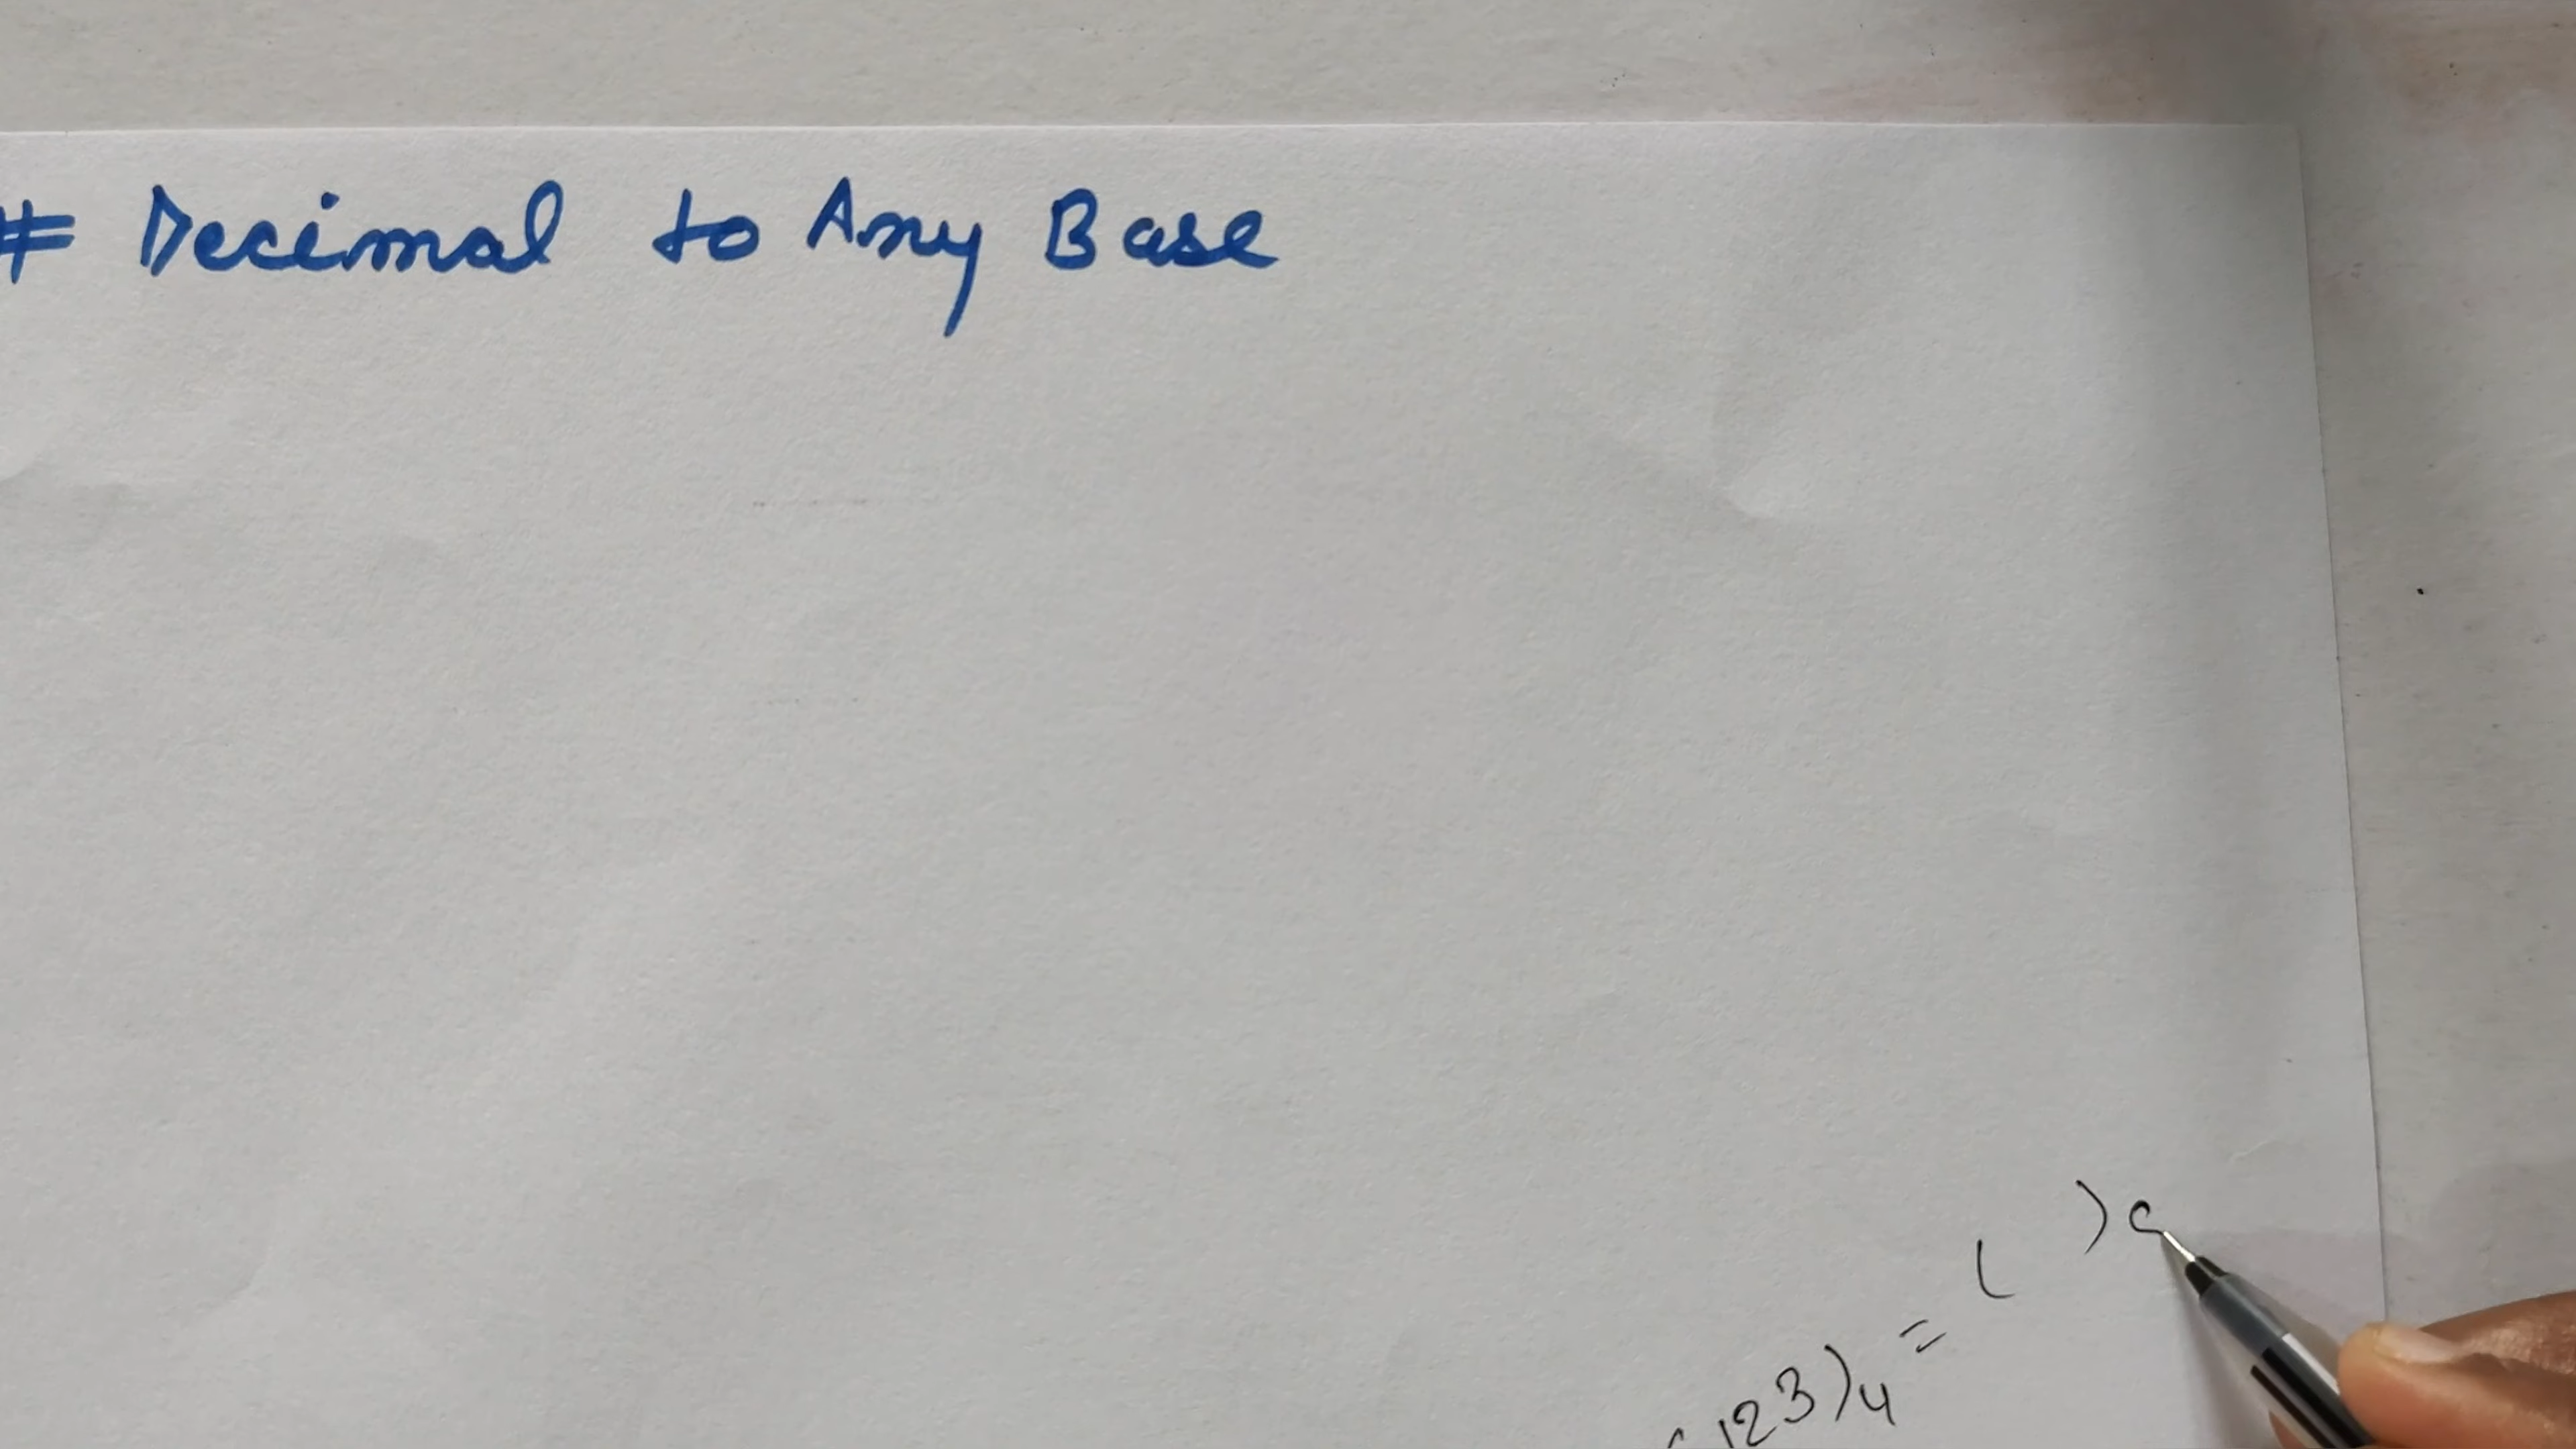 # Decimal to Any Base
(123)₄ = ( )